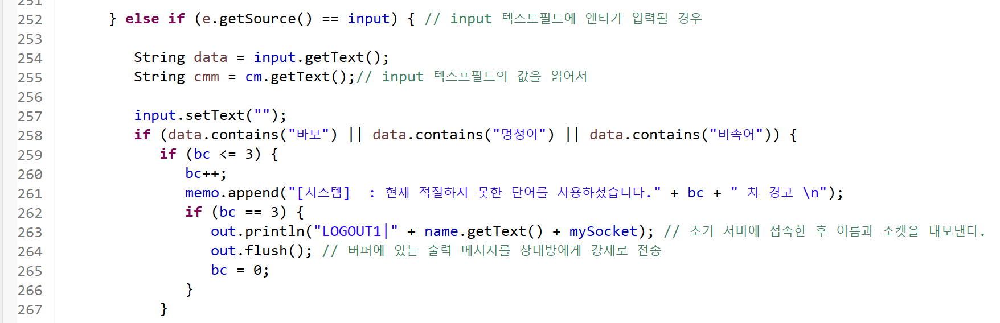 251
252 } else if (e.getSource() == input) { // input 텍스트필드에 엔터가 입력될 경우
253
254 String data = input.getText();
255 String cmm = cm.getText();// input 텍스프필드의 값을 읽어서
256
257 input.setText("");
258 if (data.contains("바보") || data.contains("멍청이") || data.contains("비속어")) {
259 if (bc <= 3) {
260 bc++;
261 memo.append("[시스템]  : 현재 적절하지 못한 단어를 사용하셨습니다." + bc + " 차 경고 \n");
262 if (bc == 3) {
263 out.println("LOGOUT1|" + name.getText() + mySocket); // 초기 서버에 접속한 후 이름과 소캣을 내보낸다.
264 out.flush(); // 버퍼에 있는 출력 메시지를 상대방에게 강제로 전송
265 bc = 0;
266 }
267 }